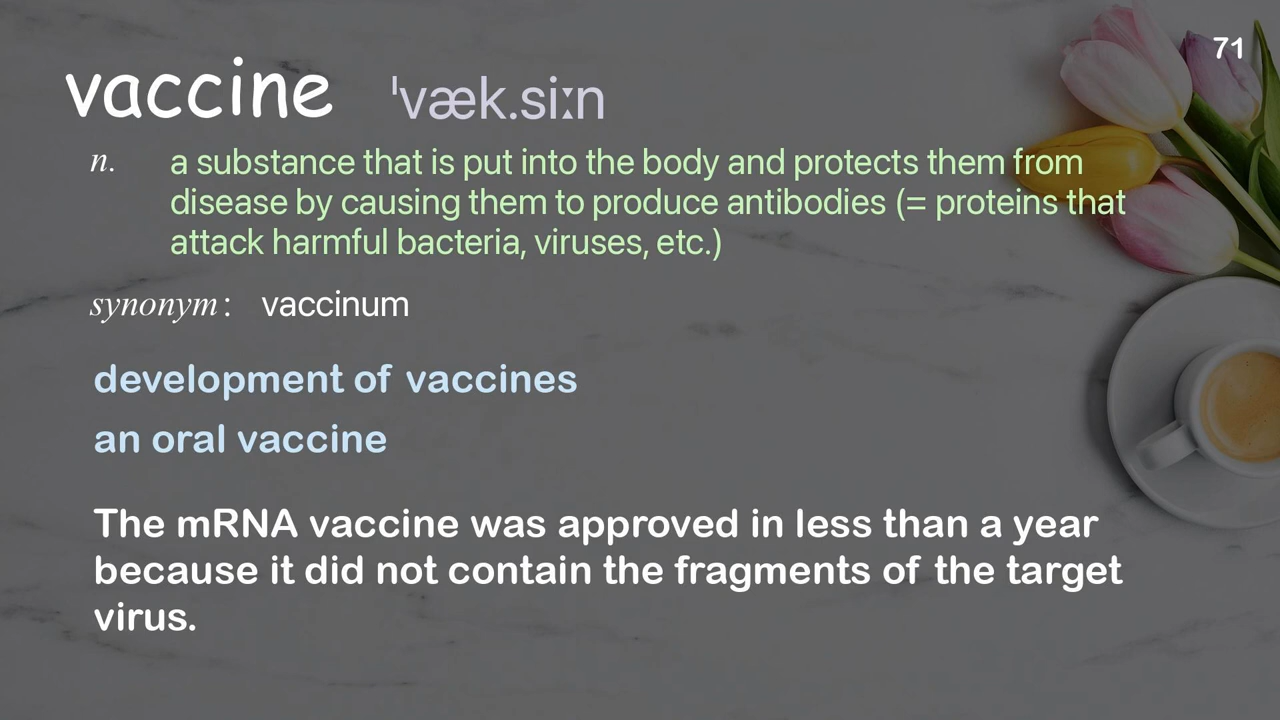 71
vaccine ˈvæk.siːn
n. a substance that is put into the body and protects them from
disease by causing them to produce antibodies (= proteins that
attack harmful bacteria, viruses, etc.)
synonym: vaccinum
development of vaccines
an oral vaccine
The mRNA vaccine was approved in less than a year
because it did not contain the fragments of the target
virus.